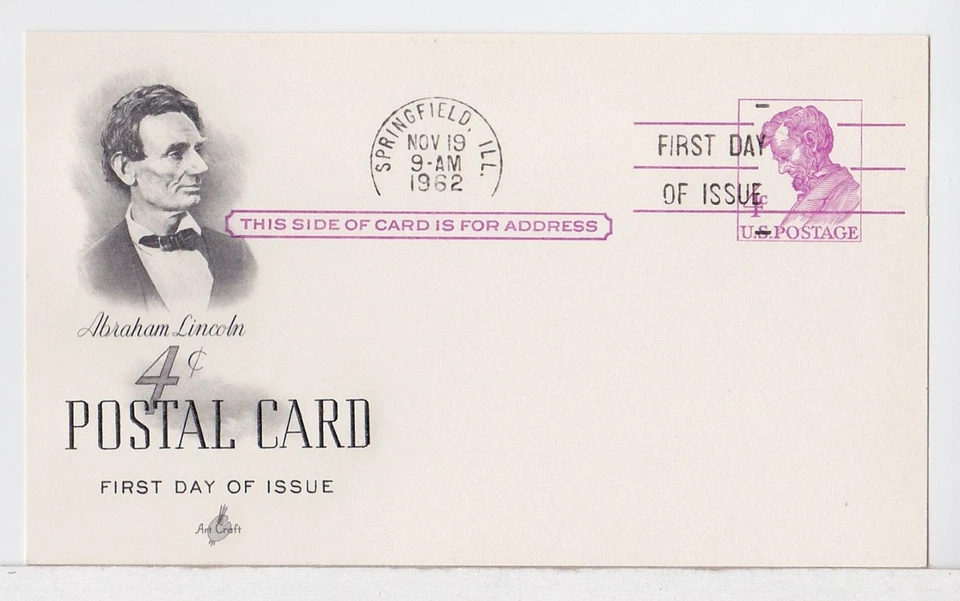 SPRINGFIELD, ILL.
NOV 19
9-AM
1962
FIRST DAY
OF ISSUE
4c
U.S. POSTAGE
THIS SIDE OF CARD IS FOR ADDRESS
Abraham Lincoln
4¢
POSTAL CARD
FIRST DAY OF ISSUE
Art Craft